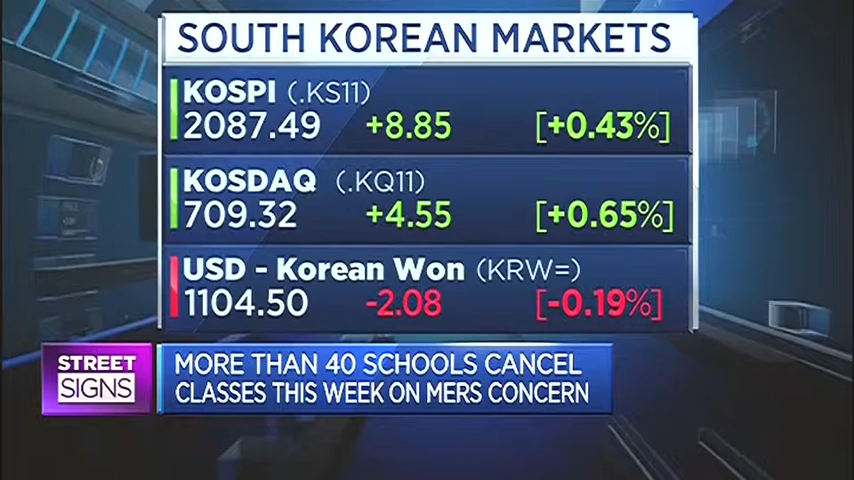 SOUTH KOREAN MARKETS
KOSPI (.KS11)
2087.49 +8.85 [+0.43%]
KOSDAQ (.KQ11)
709.32 +4.55 [+0.65%]
USD - Korean Won (KRW=)
1104.50 -2.08 [-0.19%]
STREET SIGNS
MORE THAN 40 SCHOOLS CANCEL
CLASSES THIS WEEK ON MERS CONCERN